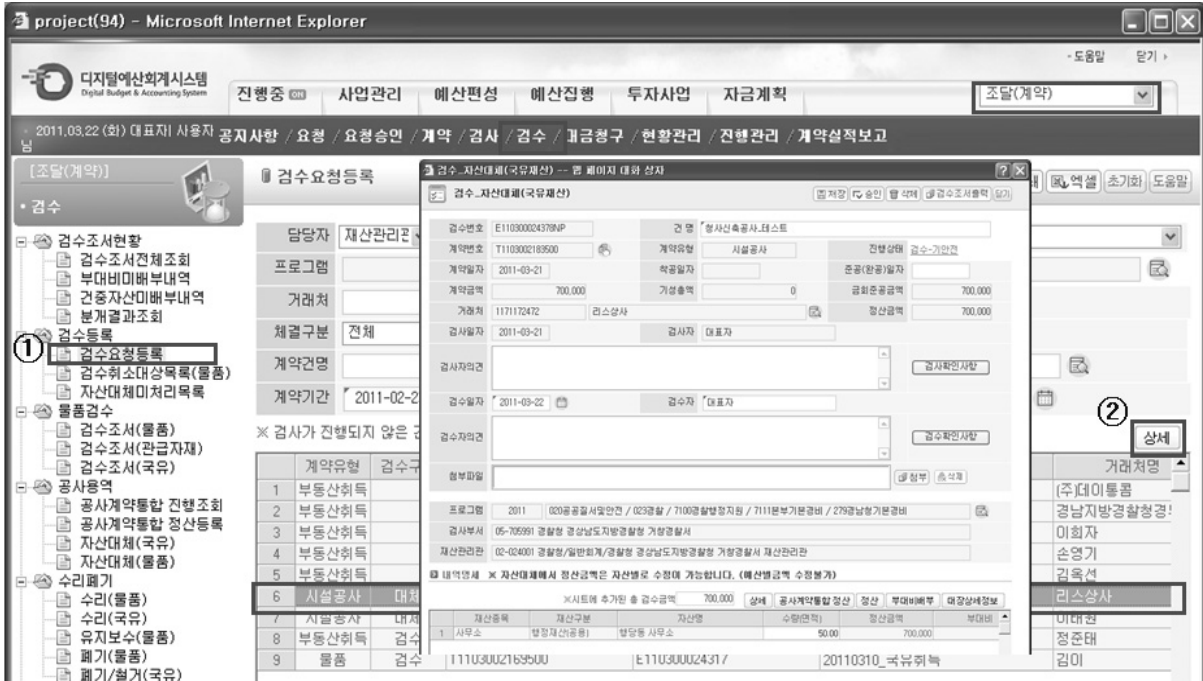 project(94) - Microsoft Internet Explorer
디지털예산회계시스템
Digital Budget & Accounting System
- 도움말 닫기
진행중 ON 사업관리 예산편성 예산집행 투자사업 자금계획 조달(계약)
2011.03.22 (화) 대표자| 사용자님
공지사항 / 요청 / 요청승인 / 계약 / 검사 / 검수 / 대금청구 / 현황관리 / 진행관리 / 계약실적보고
[조달(계약)]
• 검수
검수조서현황
검수조서전체조회
부대비미배부내역
건중자산미배부내역
분개결과조회
검수등록
① 검수요청등록
검수취소대상목록(물품)
자산대체미처리목록
물품검수
검수조서(물품)
검수조서(관급자재)
검수조서(국유)
공사용역
공사계약통합 진행조회
공사계약통합 정산등록
자산대체(국유)
자산대체(물품)
수리폐기
수리(물품)
수리(국유)
유지보수(물품)
폐기(물품)
폐기/철거(국유)
검수요청등록
엑셀 초기화 도움말
담당자 재산관리관
프로그램
거래처
체결구분 전체
계약건명
계약기간 2011-02-2
※ 검사가 진행되지 않은
② 상세
계약유형 검수구 거래처명
1 부동산취득 (주)데이통콤
2 부동산취득 경남지방경찰청경
3 부동산취득 이희자
4 부동산취득 손영기
5 부동산취득 김옥선
6 시설공사 대체 리스상사
7 시설공사 대체 이태원
8 부동산취득 검수 정준태
9 물품 검수 T1103002169500 E110300024317 20110310_국유취득 김이
검수_자산대체(국유재산) -- 웹 페이지 대화 상자
검수_자산대체(국유재산)
저장 승인 삭제 검수조서출력 닫기
검수번호 E110300024378NP 건 명 청사신축공사_테스트
계약번호 T1103002183500 계약유형 시설공사 진행상태 검수-기안전
계약일자 2011-03-21 착공일자 준공(완공)일자
계약금액 700,000 기성총액 0 금회준공금액 700,000
거래처 1171172472 리스상사 정산금액 700,000
검사일자 2011-03-21 검사자 대표자
검사자의견 검사확인사항
검수일자 2011-03-22 검수자 대표자
검수자의견 검수확인사항
첨부파일 첨부 삭제
프로그램 2011 020공공질서및안전 / 023경찰 / 7100경찰행정지원 / 7111본부기본경비 / 279경남청기본경비
검사부서 05-705991 경찰청 경상남도지방경찰청 거창경찰서
재산관리관 02-024001 경찰청/일반회계/경찰청 경상남도지방경찰청 거창경찰서 재산관리관
내역명세 ※ 자산대체에서 정산금액은 자산별로 수정이 가능합니다. (예산별금액 수정불가)
※시트에 추가된 총 검수금액 700,000 상세 공사계약통합정산 정산 부대비배부 대장상세정보
재산종목 재산구분 재산명 수량(면적) 정산금액 부대비
1 사무소 행정재산(공용) 행당동 사무소 50.00 700,000